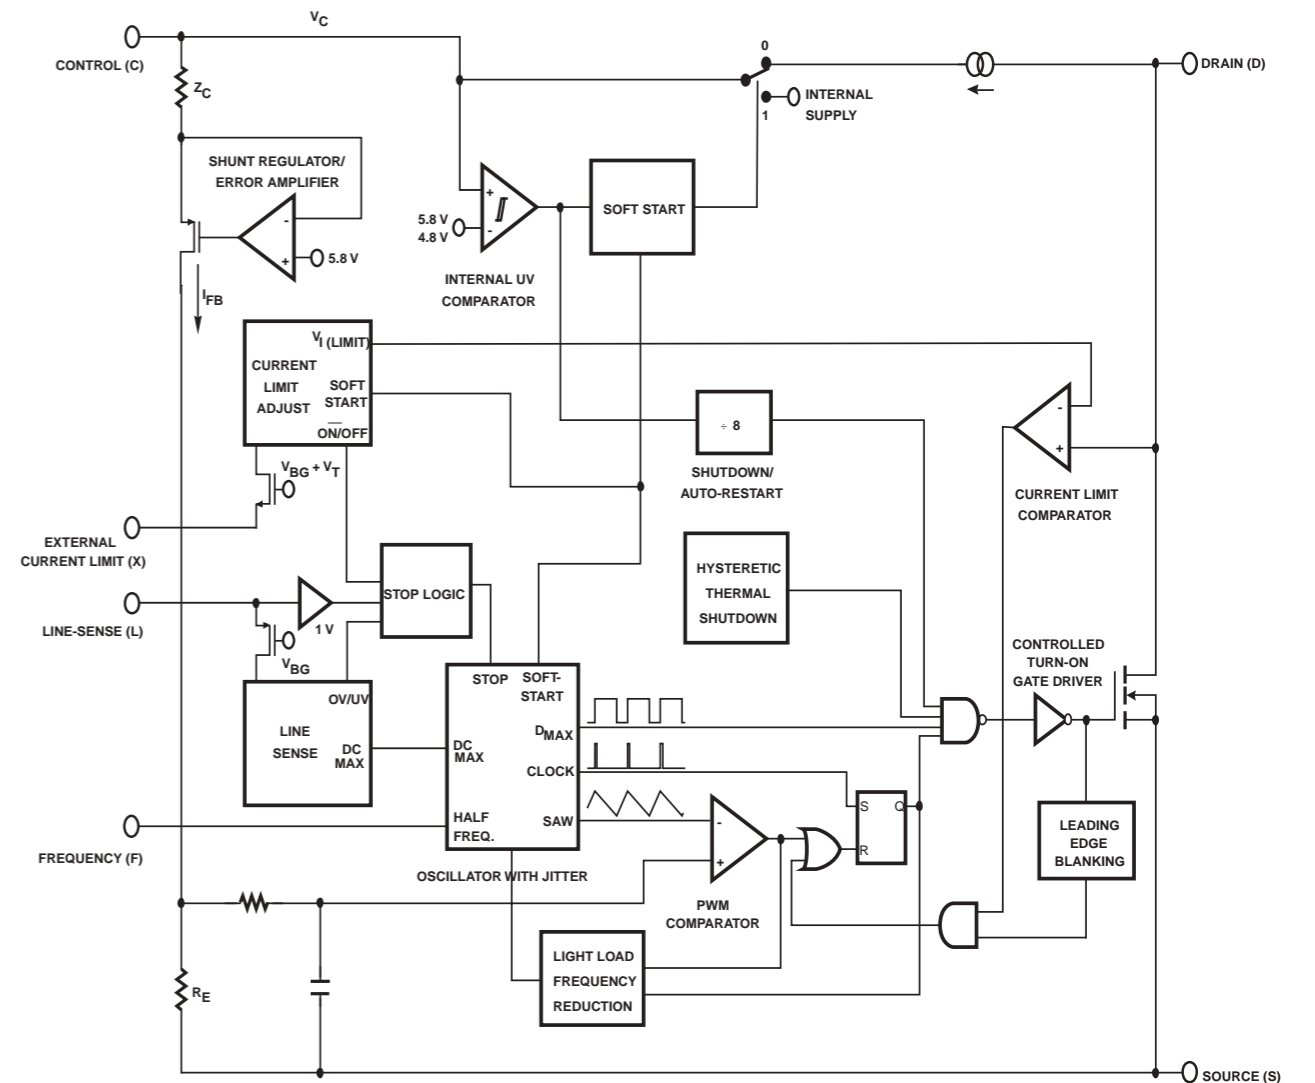 V_C
CONTROL (C)
Z_C
0
DRAIN (D)
INTERNAL
SUPPLY
1
SHUNT REGULATOR/
ERROR AMPLIFIER
-
+
5.8 V
I_FB
+
-
5.8 V
4.8 V
INTERNAL UV
COMPARATOR
SOFT START
V_I (LIMIT)
CURRENT
LIMIT
ADJUST
SOFT
START
ON/OFF
V_BG + V_T
÷ 8
SHUTDOWN/
AUTO-RESTART
-
+
CURRENT LIMIT
COMPARATOR
EXTERNAL
CURRENT LIMIT (X)
HYSTERETIC
THERMAL
SHUTDOWN
STOP LOGIC
LINE-SENSE (L)
1 V
V_BG
CONTROLLED
TURN-ON
GATE DRIVER
OV/UV
LINE
SENSE
DC
MAX
STOP
SOFT-
START
D_MAX
DC
MAX
CLOCK
HALF
FREQ.
SAW
OSCILLATOR WITH JITTER
FREQUENCY (F)
-
+
PWM
COMPARATOR
S
Q
R
LEADING
EDGE
BLANKING
LIGHT LOAD
FREQUENCY
REDUCTION
R_E
SOURCE (S)